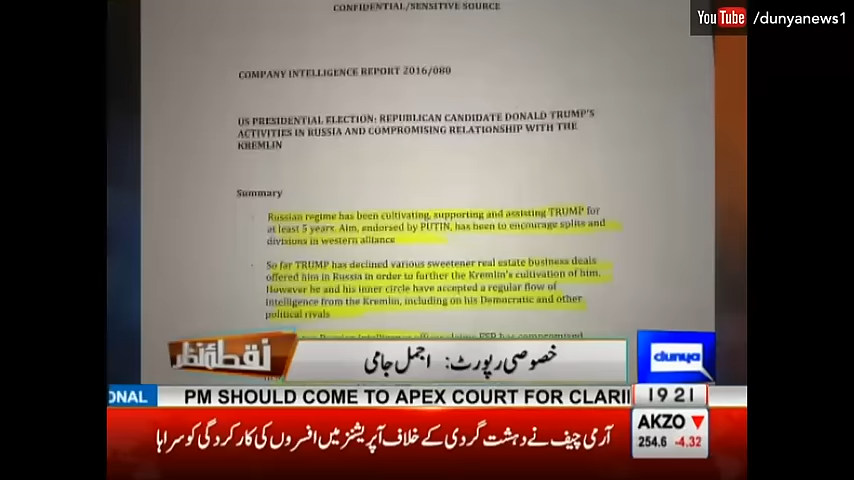 YouTube /dunyanews1
CONFIDENTIAL/SENSITIVE SOURCE
COMPANY INTELLIGENCE REPORT 2016/080
US PRESIDENTIAL ELECTION: REPUBLICAN CANDIDATE DONALD TRUMP'S
ACTIVITIES IN RUSSIA AND COMPROMISING RELATIONSHIP WITH THE
KREMLIN
Summary
Russian regime has been cultivating, supporting and assisting TRUMP for
at least 5 years. Aim, endorsed by PUTIN, has been to encourage splits and
divisions in western alliance
So far TRUMP has declined various sweetener real estate business deals
offered him in Russia in order to further the Kremlin's cultivation of him.
However he and his inner circle have accepted a regular flow of
intelligence from the Kremlin, including on his Democratic and other
political rivals
نقطۂ نظر
خصوصی رپورٹ: اجمل جامی
dunya
ONAL PM SHOULD COME TO APEX COURT FOR CLARI
19 21
آرمی چیف نے دہشت گردی کے خلاف آپریشنز میں افسروں کی کارکردگی کو سراہا
AKZO
254.6 -4.32